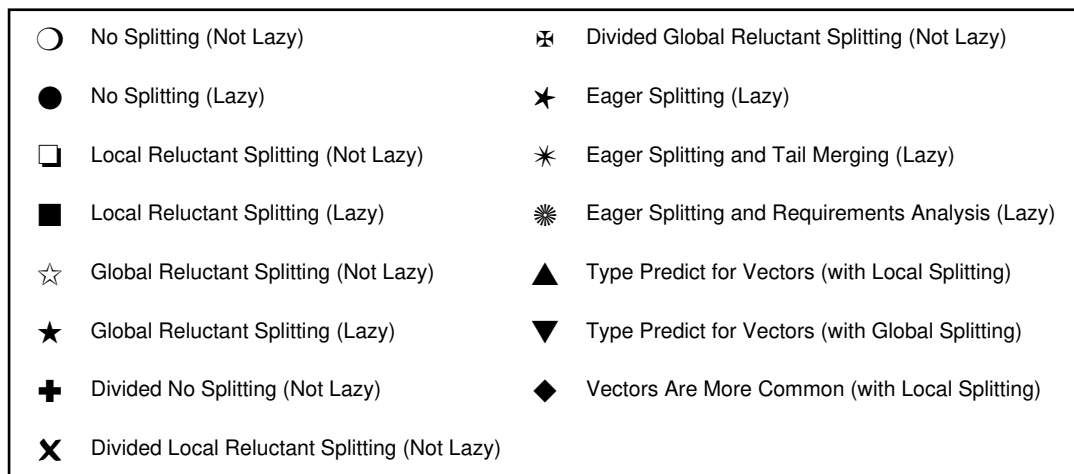 No Splitting (Not Lazy)
No Splitting (Lazy)
Local Reluctant Splitting (Not Lazy)
Local Reluctant Splitting (Lazy)
Global Reluctant Splitting (Not Lazy)
Global Reluctant Splitting (Lazy)
Divided No Splitting (Not Lazy)
Divided Local Reluctant Splitting (Not Lazy)
Divided Global Reluctant Splitting (Not Lazy)
Eager Splitting (Lazy)
Eager Splitting and Tail Merging (Lazy)
Eager Splitting and Requirements Analysis (Lazy)
Type Predict for Vectors (with Local Splitting)
Type Predict for Vectors (with Global Splitting)
Vectors Are More Common (with Local Splitting)